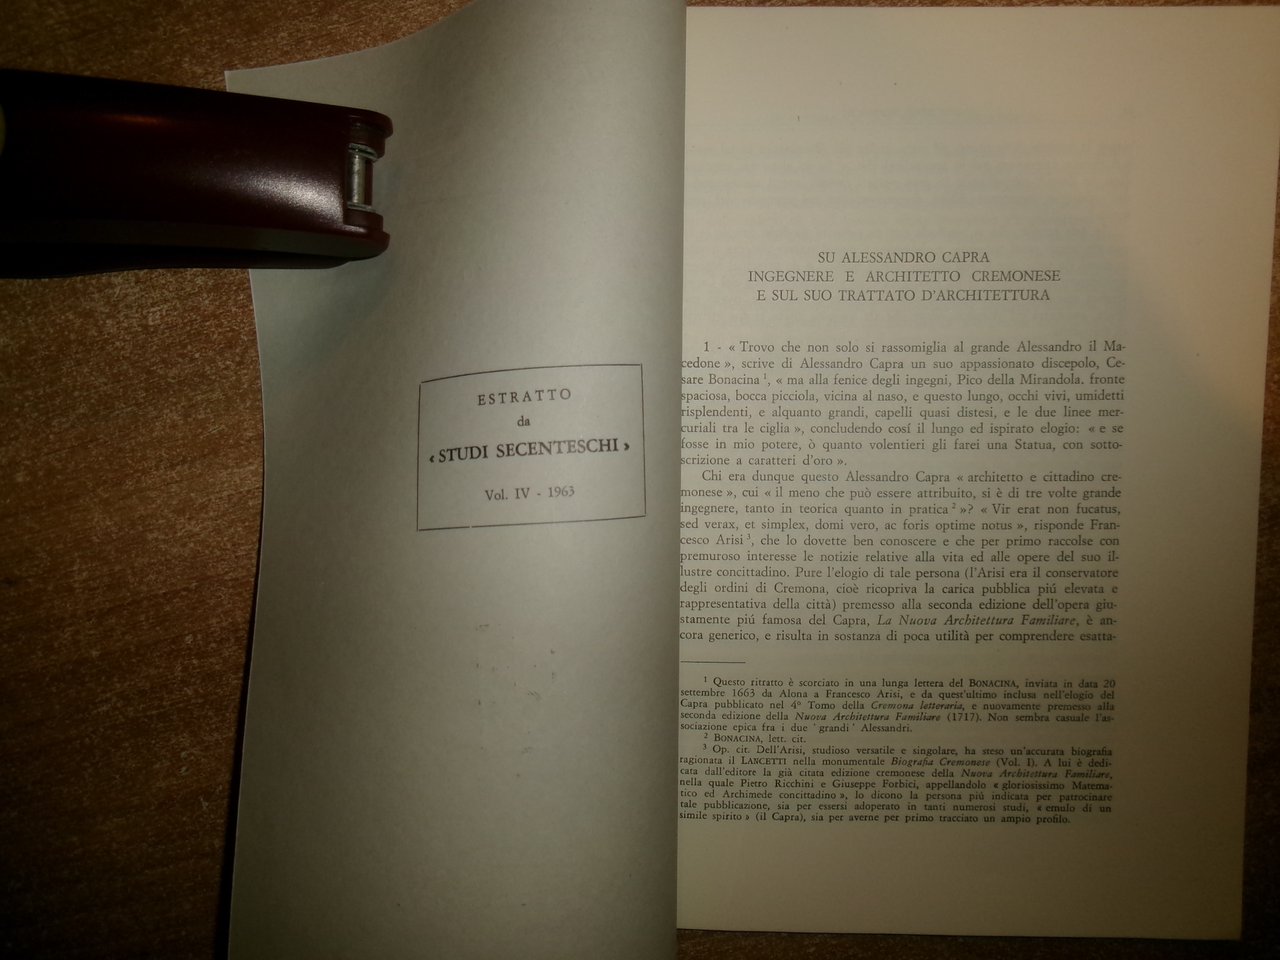 ESTRATTO
da
« STUDI SECENTESCHI »
Vol. IV - 1963
SU ALESSANDRO CAPRA
INGEGNERE E ARCHITETTO CREMONESE
E SUL SUO TRATTATO D'ARCHITETTURA
1 - « Trovo che non solo si rassomiglia al grande Alessandro il Ma-
cedone », scrive di Alessandro Capra un suo appassionato discepolo, Ce-
sare Bonacina ¹, « ma alla fenice degli ingegni, Pico della Mirandola. fronte
spaciosa, bocca picciola, vicina al naso, e questo lungo, occhi vivi, umidetti
risplendenti, e alquanto grandi, capelli quasi distesi, e le due linee mer-
curiali tra le ciglia », concludendo cosí il lungo ed ispirato elogio: « e se
fosse in mio potere, ò quanto volentieri gli farei una Statua, con sotto-
scrizione a caratteri d'oro ».
Chi era dunque questo Alessandro Capra « architetto e cittadino cre-
monese », cui « il meno che può essere attribuito, si è di tre volte grande
ingegnere, tanto in teorica quanto in pratica ² »? « Vir erat non fucatus,
sed verax, et simplex, domi vero, ac foris optime notus », risponde Fran-
cesco Arisi ³, che lo dovette ben conoscere e che per primo raccolse con
premuroso interesse le notizie relative alla vita ed alle opere del suo il-
lustre concittadino. Pure l'elogio di tale persona (l'Arisi era il conservatore
degli ordini di Cremona, cioè ricopriva la carica pubblica piú elevata e
rappresentativa della città) premesso alla seconda edizione dell'opera giu-
stamente piú famosa del Capra, La Nuova Architettura Familiare, è an-
cora generico, e risulta in sostanza di poca utilità per comprendere esatta-
¹ Questo ritratto è scorciato in una lunga lettera del BONACINA, inviata in data 20
settembre 1663 da Alona a Francesco Arisi, e da quest'ultimo inclusa nell'elogio del
Capra pubblicato nel 4° Tomo della Cremona letteraria, e nuovamente premesso alla
seconda edizione della Nuova Architettura Familiare (1717). Non sembra casuale l'as-
sociazione epica fra i due ' grandi ' Alessandri.
² BONACINA, lett. cit.
³ Op. cit. Dell'Arisi, studioso versatile e singolare, ha steso un'accurata biografia
ragionata il LANCETTI nella monumentale Biografia Cremonese (Vol. I). A lui è dedi-
cata dall'editore la già citata edizione cremonese della Nuova Architettura Familiare,
nella quale Pietro Ricchini e Giuseppe Forbici, appellandolo « gloriosissimo Matema-
tico ed Archimede concittadino », lo dicono la persona piú indicata per patrocinare
tale pubblicazione, sia per essersi adoperato in tanti numerosi studi, « emulo di un
simile spirito » (il Capra), sia per averne per primo tracciato un ampio profilo.